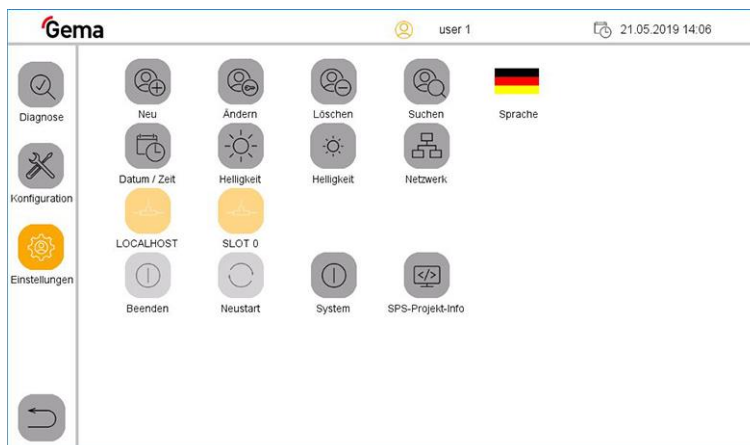 Gema
user 1
21.05.2019 14:06
Diagnose
Konfiguration
Einstellungen
Neu
Ändern
Löschen
Suchen
Sprache
Datum / Zeit
Helligkeit
Helligkeit
Netzwerk
LOCALHOST
SLOT 0
Beenden
Neustart
System
</>
SPS-Projekt-Info